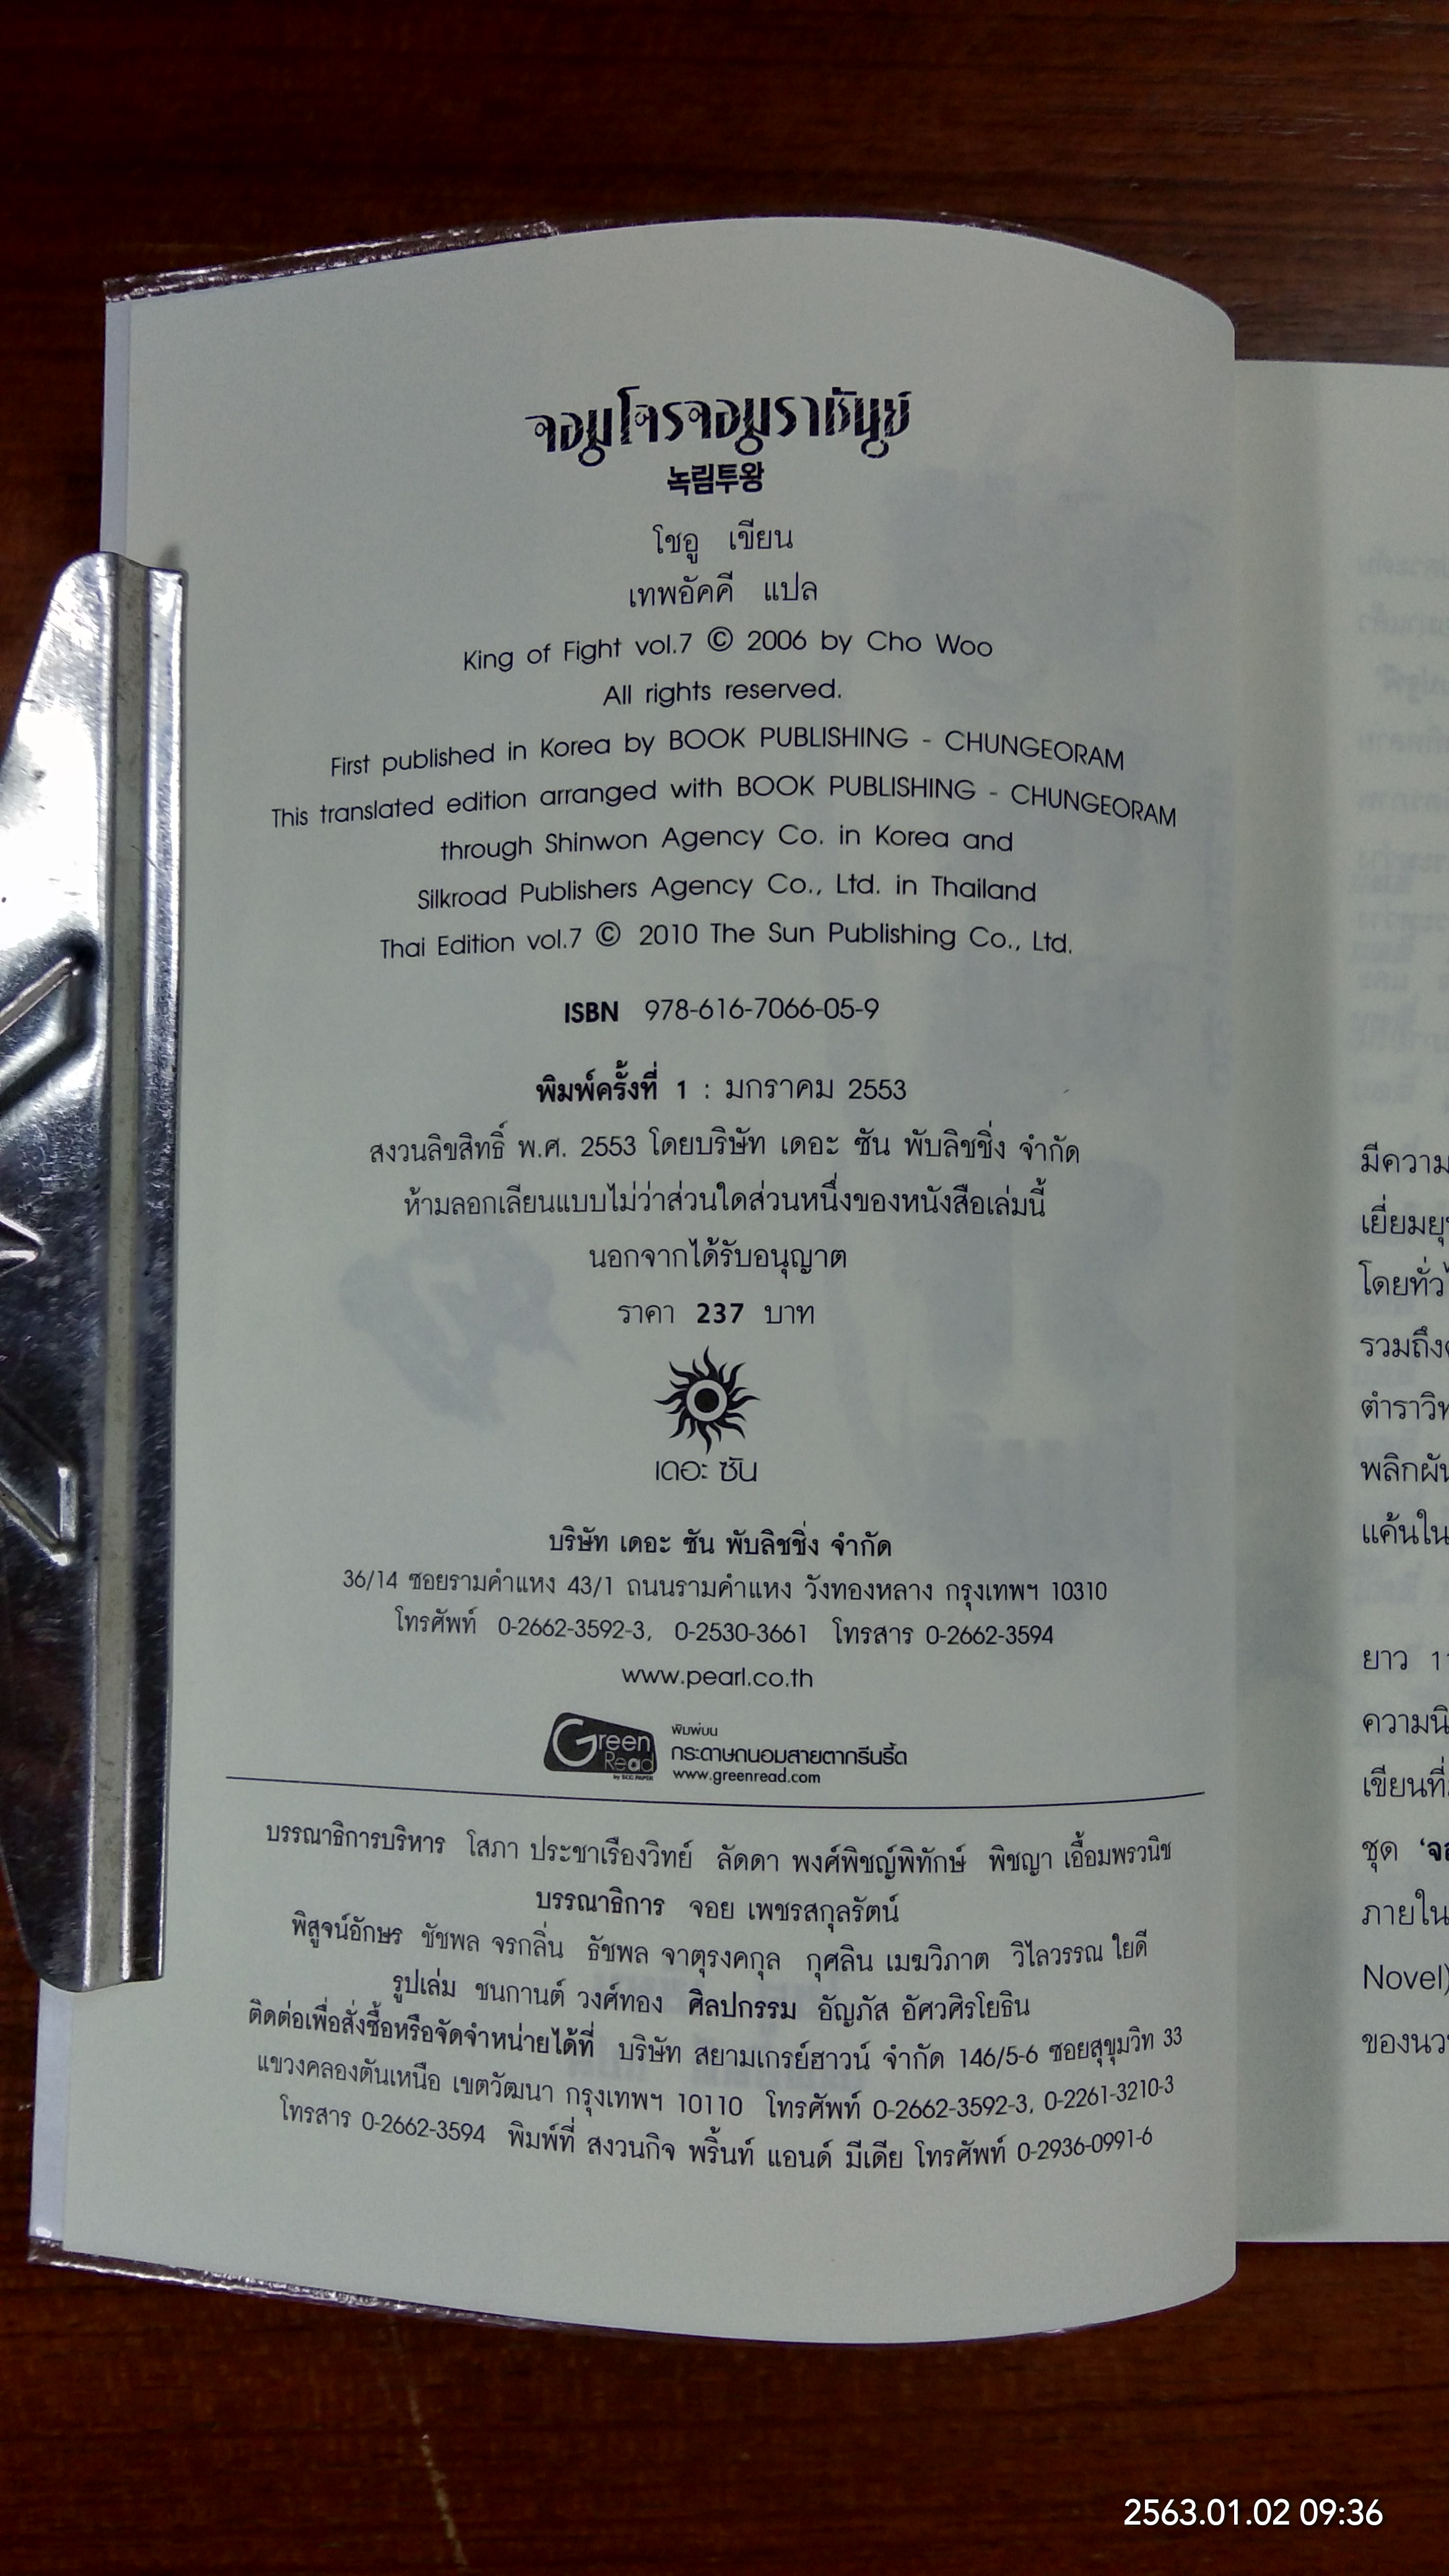 จอมโจรจอมราชันย์
녹림투왕
โชอู เขียน
เทพอัคคี แปล
King of Fight vol.7 © 2006 by Cho Woo
All rights reserved.
First published in Korea by BOOK PUBLISHING - CHUNGEORAM
This translated edition arranged with BOOK PUBLISHING - CHUNGEORAM
through Shinwon Agency Co. in Korea and
Silkroad Publishers Agency Co., Ltd. in Thailand
Thai Edition vol.7 © 2010 The Sun Publishing Co., Ltd.
ISBN 978-616-7066-05-9
พิมพ์ครั้งที่ 1 : มกราคม 2553
สงวนลิขสิทธิ์ พ.ศ. 2553 โดยบริษัท เดอะ ซัน พับลิชชิ่ง จำกัด
ห้ามลอกเลียนแบบไม่ว่าส่วนใดส่วนหนึ่งของหนังสือเล่มนี้
นอกจากได้รับอนุญาต
ราคา 237 บาท
เดอะ ซัน
บริษัท เดอะ ซัน พับลิชชิ่ง จำกัด
36/14 ซอยรามคำแหง 43/1 ถนนรามคำแหง วังทองหลาง กรุงเทพฯ 10310
โทรศัพท์ 0-2662-3592-3, 0-2530-3661 โทรสาร 0-2662-3594
www.pearl.co.th
Green Read
by SCG PAPER
พิมพ์บน
กระดาษถนอมสายตากรีนรี้ด
www.greenread.com
บรรณาธิการบริหาร โสภา ประชาเรืองวิทย์ ลัดดา พงศ์พิชญ์พิทักษ์ พิชญา เอื้อมพรวนิช
บรรณาธิการ จอย เพชรสกุลรัตน์
พิสูจน์อักษร ชัชพล จรกลิ่น ธัชพล จาตุรงคกุล กุศลิน เมฆวิภาต วิไลวรรณ ใยดี
รูปเล่ม ชนกานต์ วงศ์ทอง ศิลปกรรม อัญภัส อัศวศิรโยธิน
ติดต่อเพื่อสั่งซื้อหรือจัดจำหน่ายได้ที่ บริษัท สยามเกรย์ฮาวน์ จำกัด 146/5-6 ซอยสุขุมวิท 33
แขวงคลองตันเหนือ เขตวัฒนา กรุงเทพฯ 10110 โทรศัพท์ 0-2662-3592-3, 0-2261-3210-3
โทรสาร 0-2662-3594 พิมพ์ที่ สงวนกิจ พริ้นท์ แอนด์ มีเดีย โทรศัพท์ 0-2936-0991-6
มีความ
โดยทั่ว
รวมถึง
แค้นใน
ยาว
เขียนที่
ชุด
ภายใน
Novel)
2563.01.02 09:36